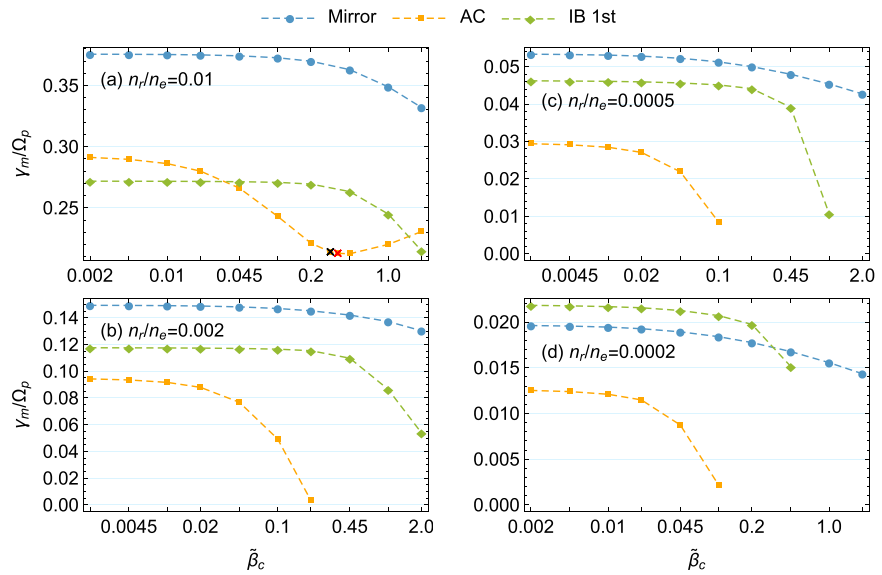 Mirror AC IB 1st
γm/Ωp
0.35
0.30
0.25
(a) nr/ne=0.01
0.002 0.01 0.045 0.2 1.0
0.05
0.04
0.03
0.02
0.01
0.00
(c) nr/ne=0.0005
0.0045 0.02 0.1 0.45 2.0
γm/Ωp
0.14
0.12
0.10
0.08
0.06
0.04
0.02
0.00
(b) nr/ne=0.002
0.0045 0.02 0.1 0.45 2.0
β̃c
0.020
0.015
0.010
0.005
0.000
(d) nr/ne=0.0002
0.002 0.01 0.045 0.2 1.0
β̃c